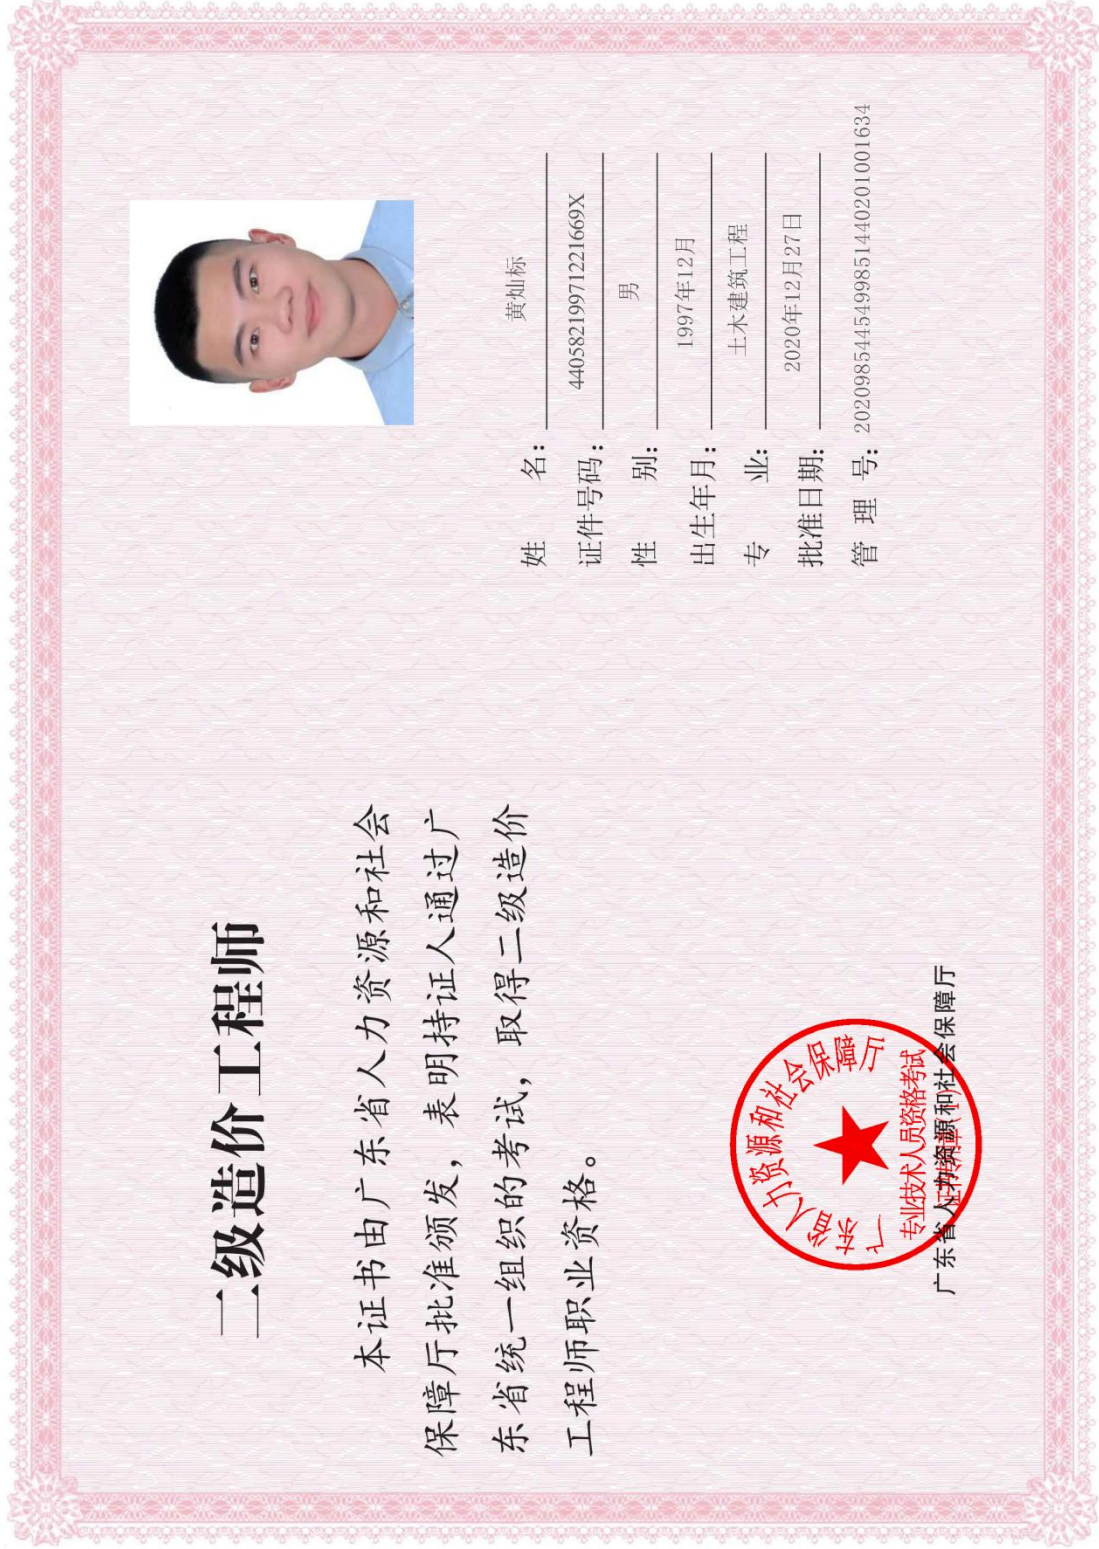 二级造价工程师
本证书由广东省人力资源和社会
保障厅批准颁发，表明持证人通过广
东省统一组织的考试，取得二级造价
工程师职业资格。
广东省人力资源和社会保障厅
专业技术人员资格考试
证书专用章(1)
广东省人力资源和社会保障厅
姓 名： 黄灿标
证件号码： 44058219971221669X
性 别： 男
出生年月： 1997年12月
专 业： 土木建筑工程
批准日期： 2020年12月27日
管 理 号： 2020985445499851440201001634